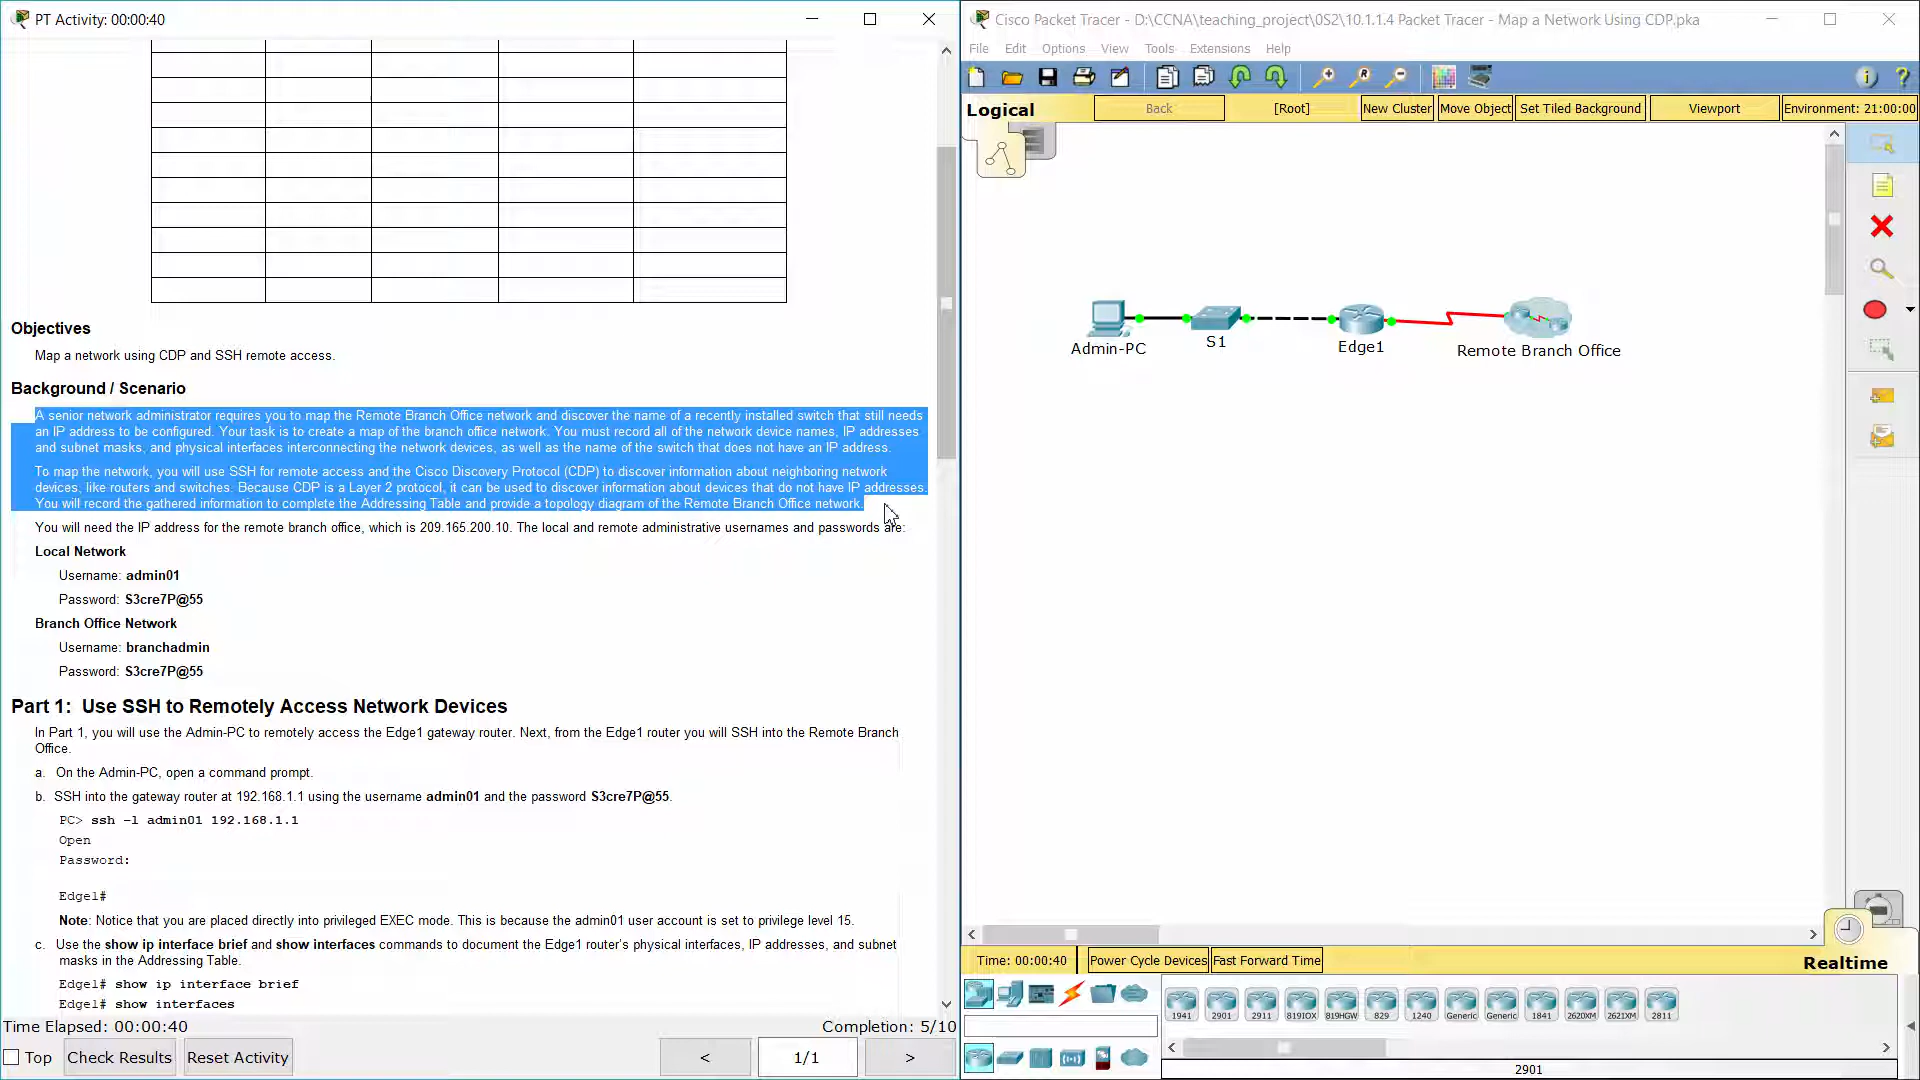 PT Activity: 00:00:40
Objectives
Map a network using CDP and SSH remote access.
Background / Scenario
A senior network administrator requires you to map the Remote Branch Office network and discover the name of a recently installed switch that still needs
an IP address to be configured. Your task is to create a map of the branch office network. You must record all of the network device names, IP addresses
and subnet masks, and physical interfaces interconnecting the network devices, as well as the name of the switch that does not have an IP address.
To map the network, you will use SSH for remote access and the Cisco Discovery Protocol (CDP) to discover information about neighboring network
devices, like routers and switches. Because CDP is a Layer 2 protocol, it can be used to discover information about devices that do not have IP addresses.
You will record the gathered information to complete the Addressing Table and provide a topology diagram of the Remote Branch Office network.
You will need the IP address for the remote branch office, which is 209.165.200.10. The local and remote administrative usernames and passwords are:
Local Network
Username: admin01
Password: S3cre7P@55
Branch Office Network
Username: branchadmin
Password: S3cre7P@55
Part 1: Use SSH to Remotely Access Network Devices
In Part 1, you will use the Admin-PC to remotely access the Edge1 gateway router. Next, from the Edge1 router you will SSH into the Remote Branch
Office.
a. On the Admin-PC, open a command prompt.
b. SSH into the gateway router at 192.168.1.1 using the username admin01 and the password S3cre7P@55.
PC> ssh –l admin01 192.168.1.1
Open
Password:
Edge1#
Note: Notice that you are placed directly into privileged EXEC mode. This is because the admin01 user account is set to privilege level 15.
c. Use the show ip interface brief and show interfaces commands to document the Edge1 router's physical interfaces, IP addresses, and subnet
masks in the Addressing Table.
Edge1# show ip interface brief
Edge1# show interfaces
Time Elapsed: 00:00:40
Completion: 5/10
Top
Check Results
Reset Activity
<
1/1
>
Cisco Packet Tracer - D:\CCNA\teaching_project\0S2\10.1.1.4 Packet Tracer - Map a Network Using CDP.pka
File Edit Options View Tools Extensions Help
Logical
Back
[Root]
New Cluster
Move Object
Set Tiled Background
Viewport
Environment: 21:00:00
Admin-PC
S1
Edge1
Remote Branch Office
Time: 00:00:40
Power Cycle Devices
Fast Forward Time
Realtime
1941 2901 2911 819IOX 819HGW 829 1240 Generic Generic 1841 2620XM 2621XM 2811
2901